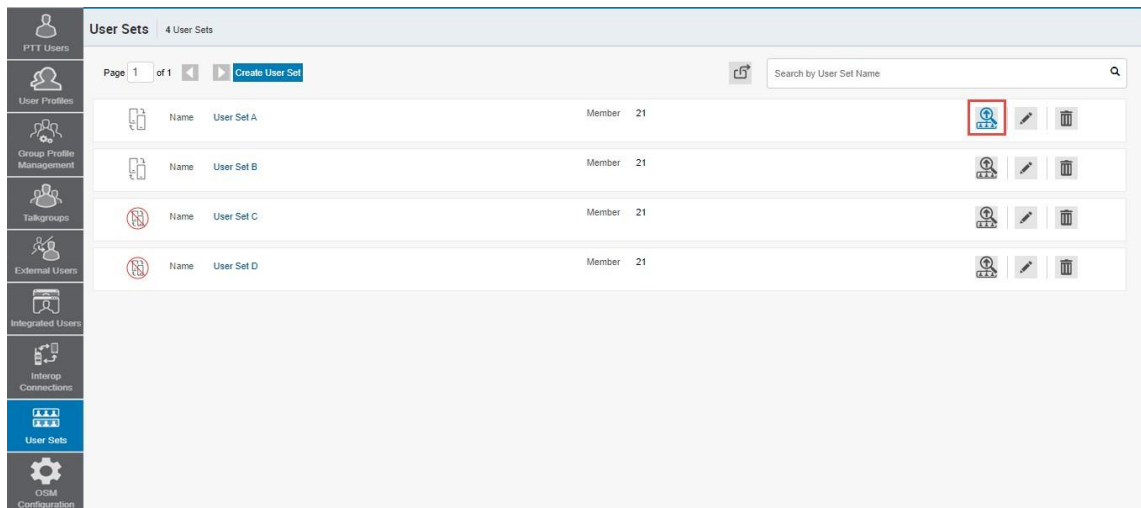 User Sets 4 User Sets
Page 1 of 1 Create User Set Search by User Set Name
Name User Set A Member 21
Name User Set B Member 21
Name User Set C Member 21
Name User Set D Member 21
PTT Users
User Profiles
Group Profile
Management
Talkgroups
External Users
Integrated Users
Interop
Connections
User Sets
OSM
Configuration